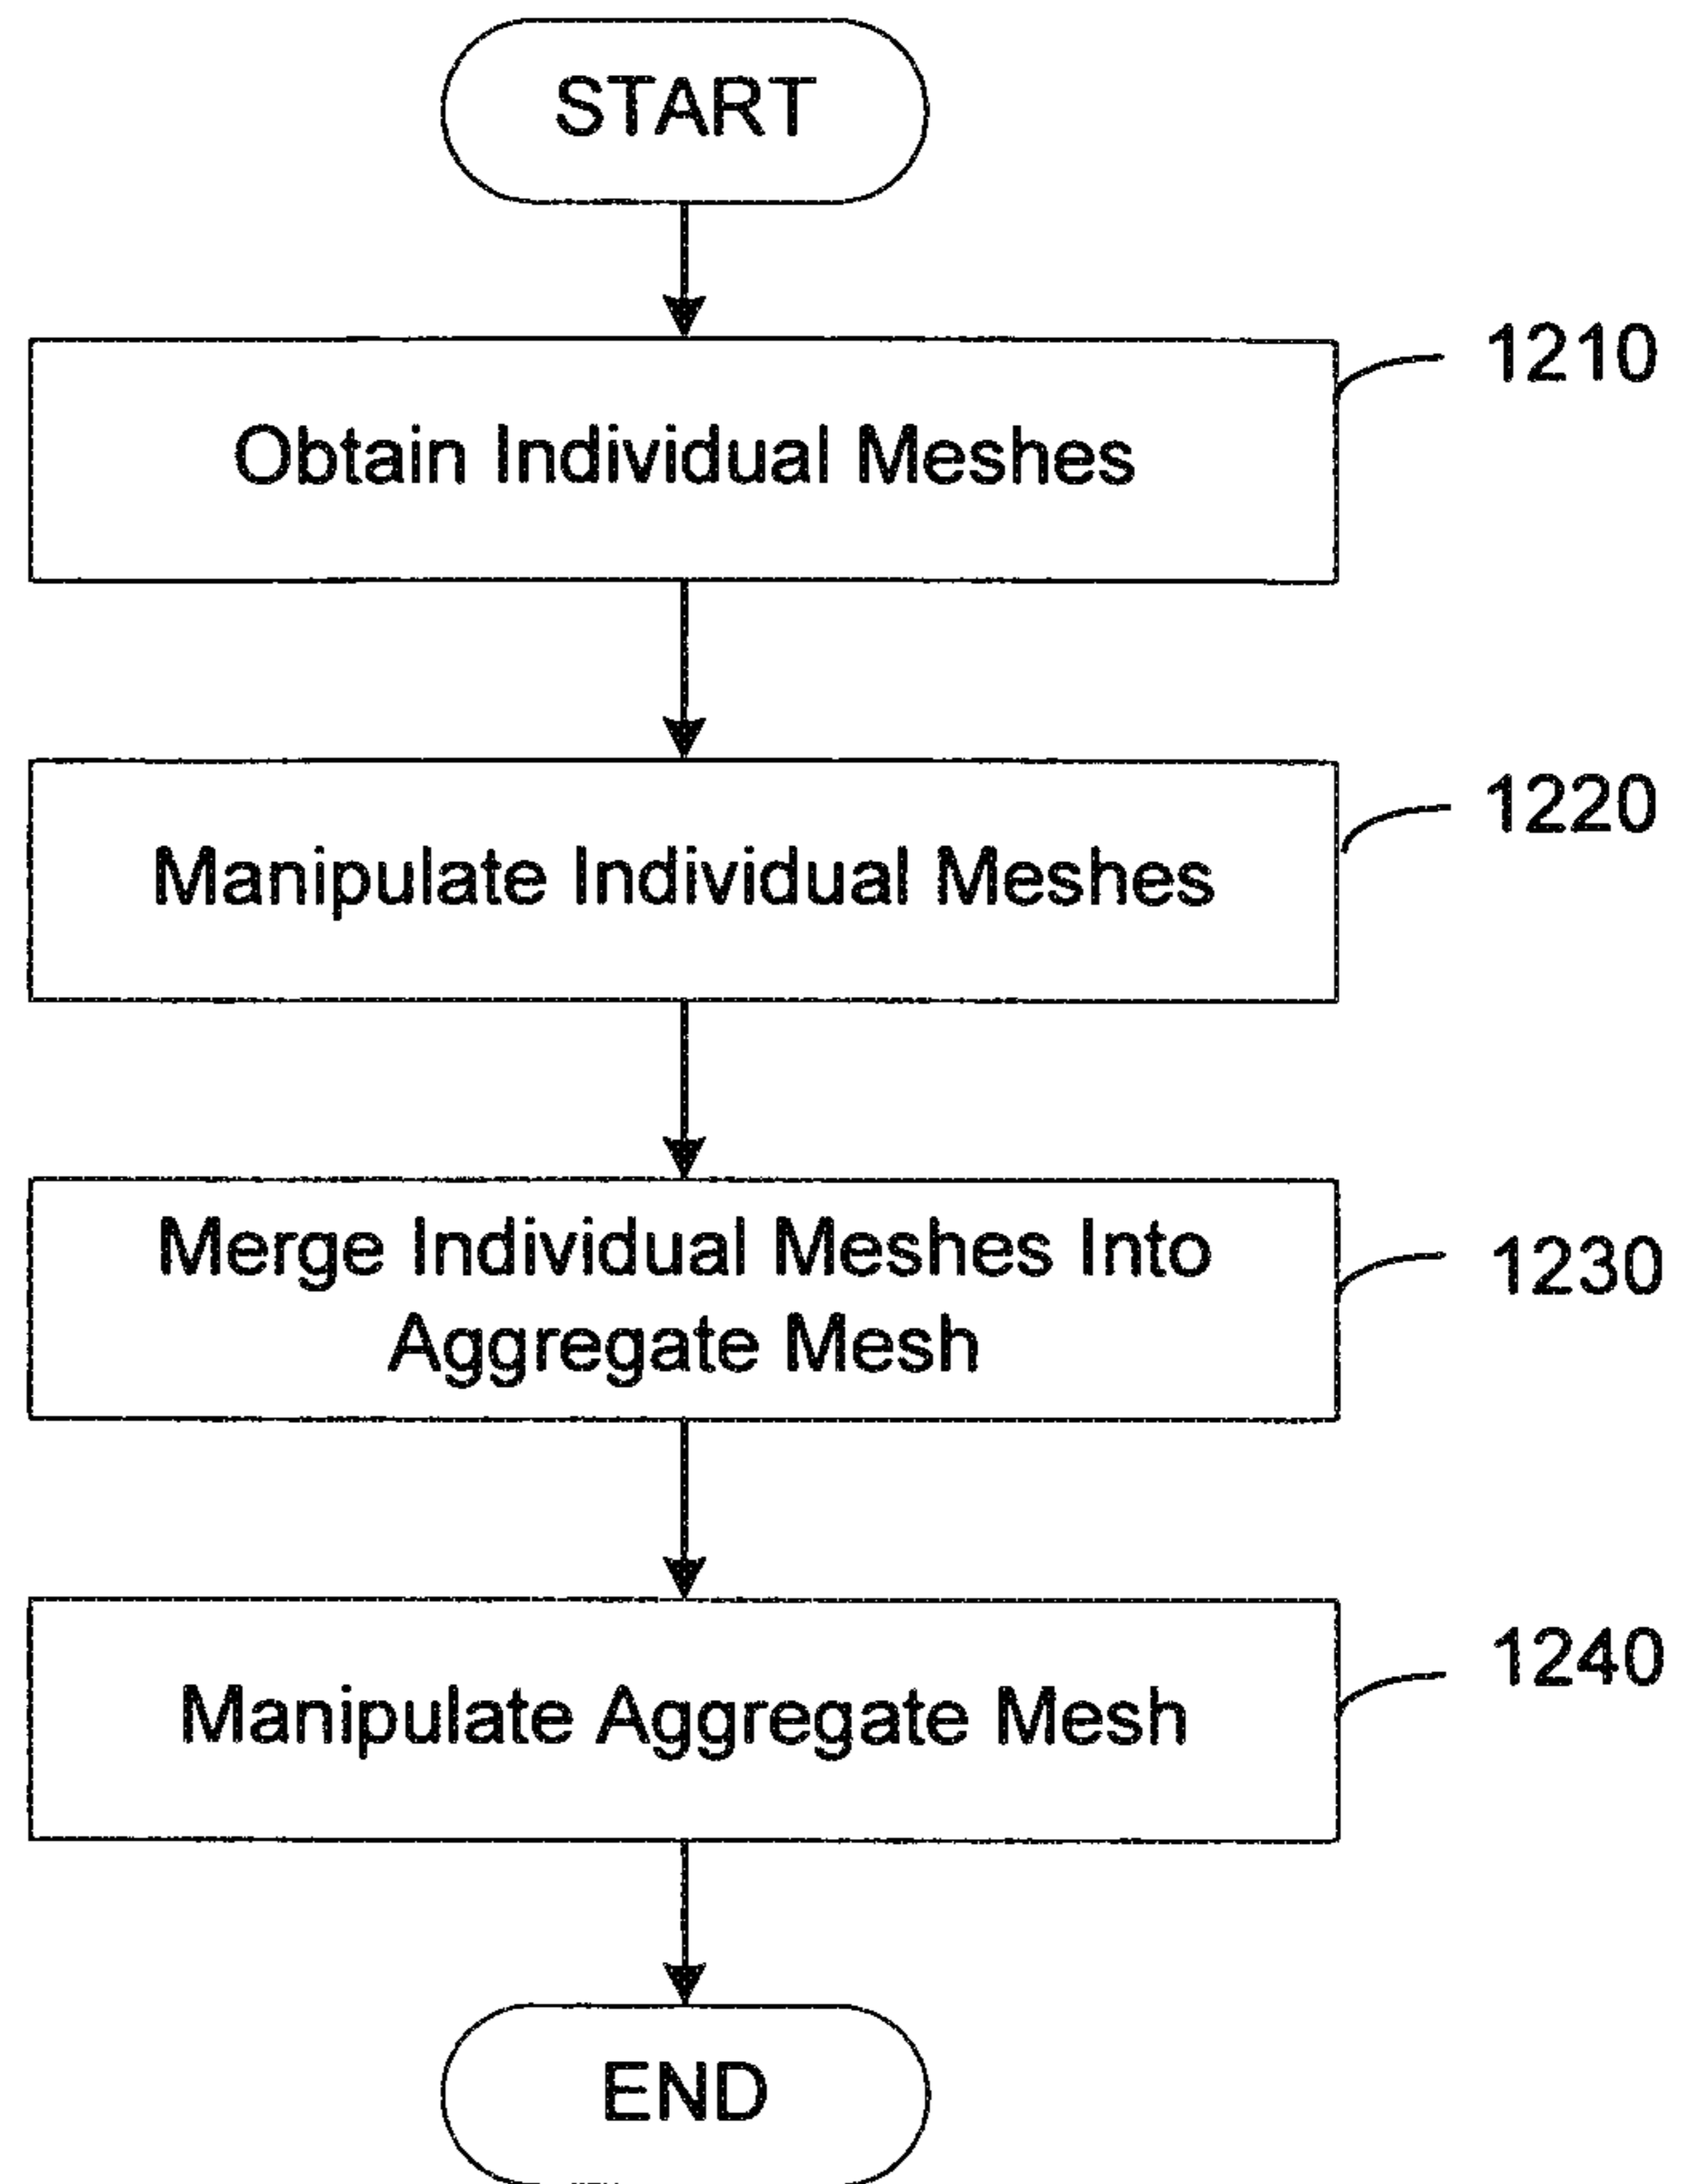 START
1210
Obtain Individual Meshes
1220
Manipulate Individual Meshes
1230
Merge Individual Meshes Into
Aggregate Mesh
1240
Manipulate Aggregate Mesh
END